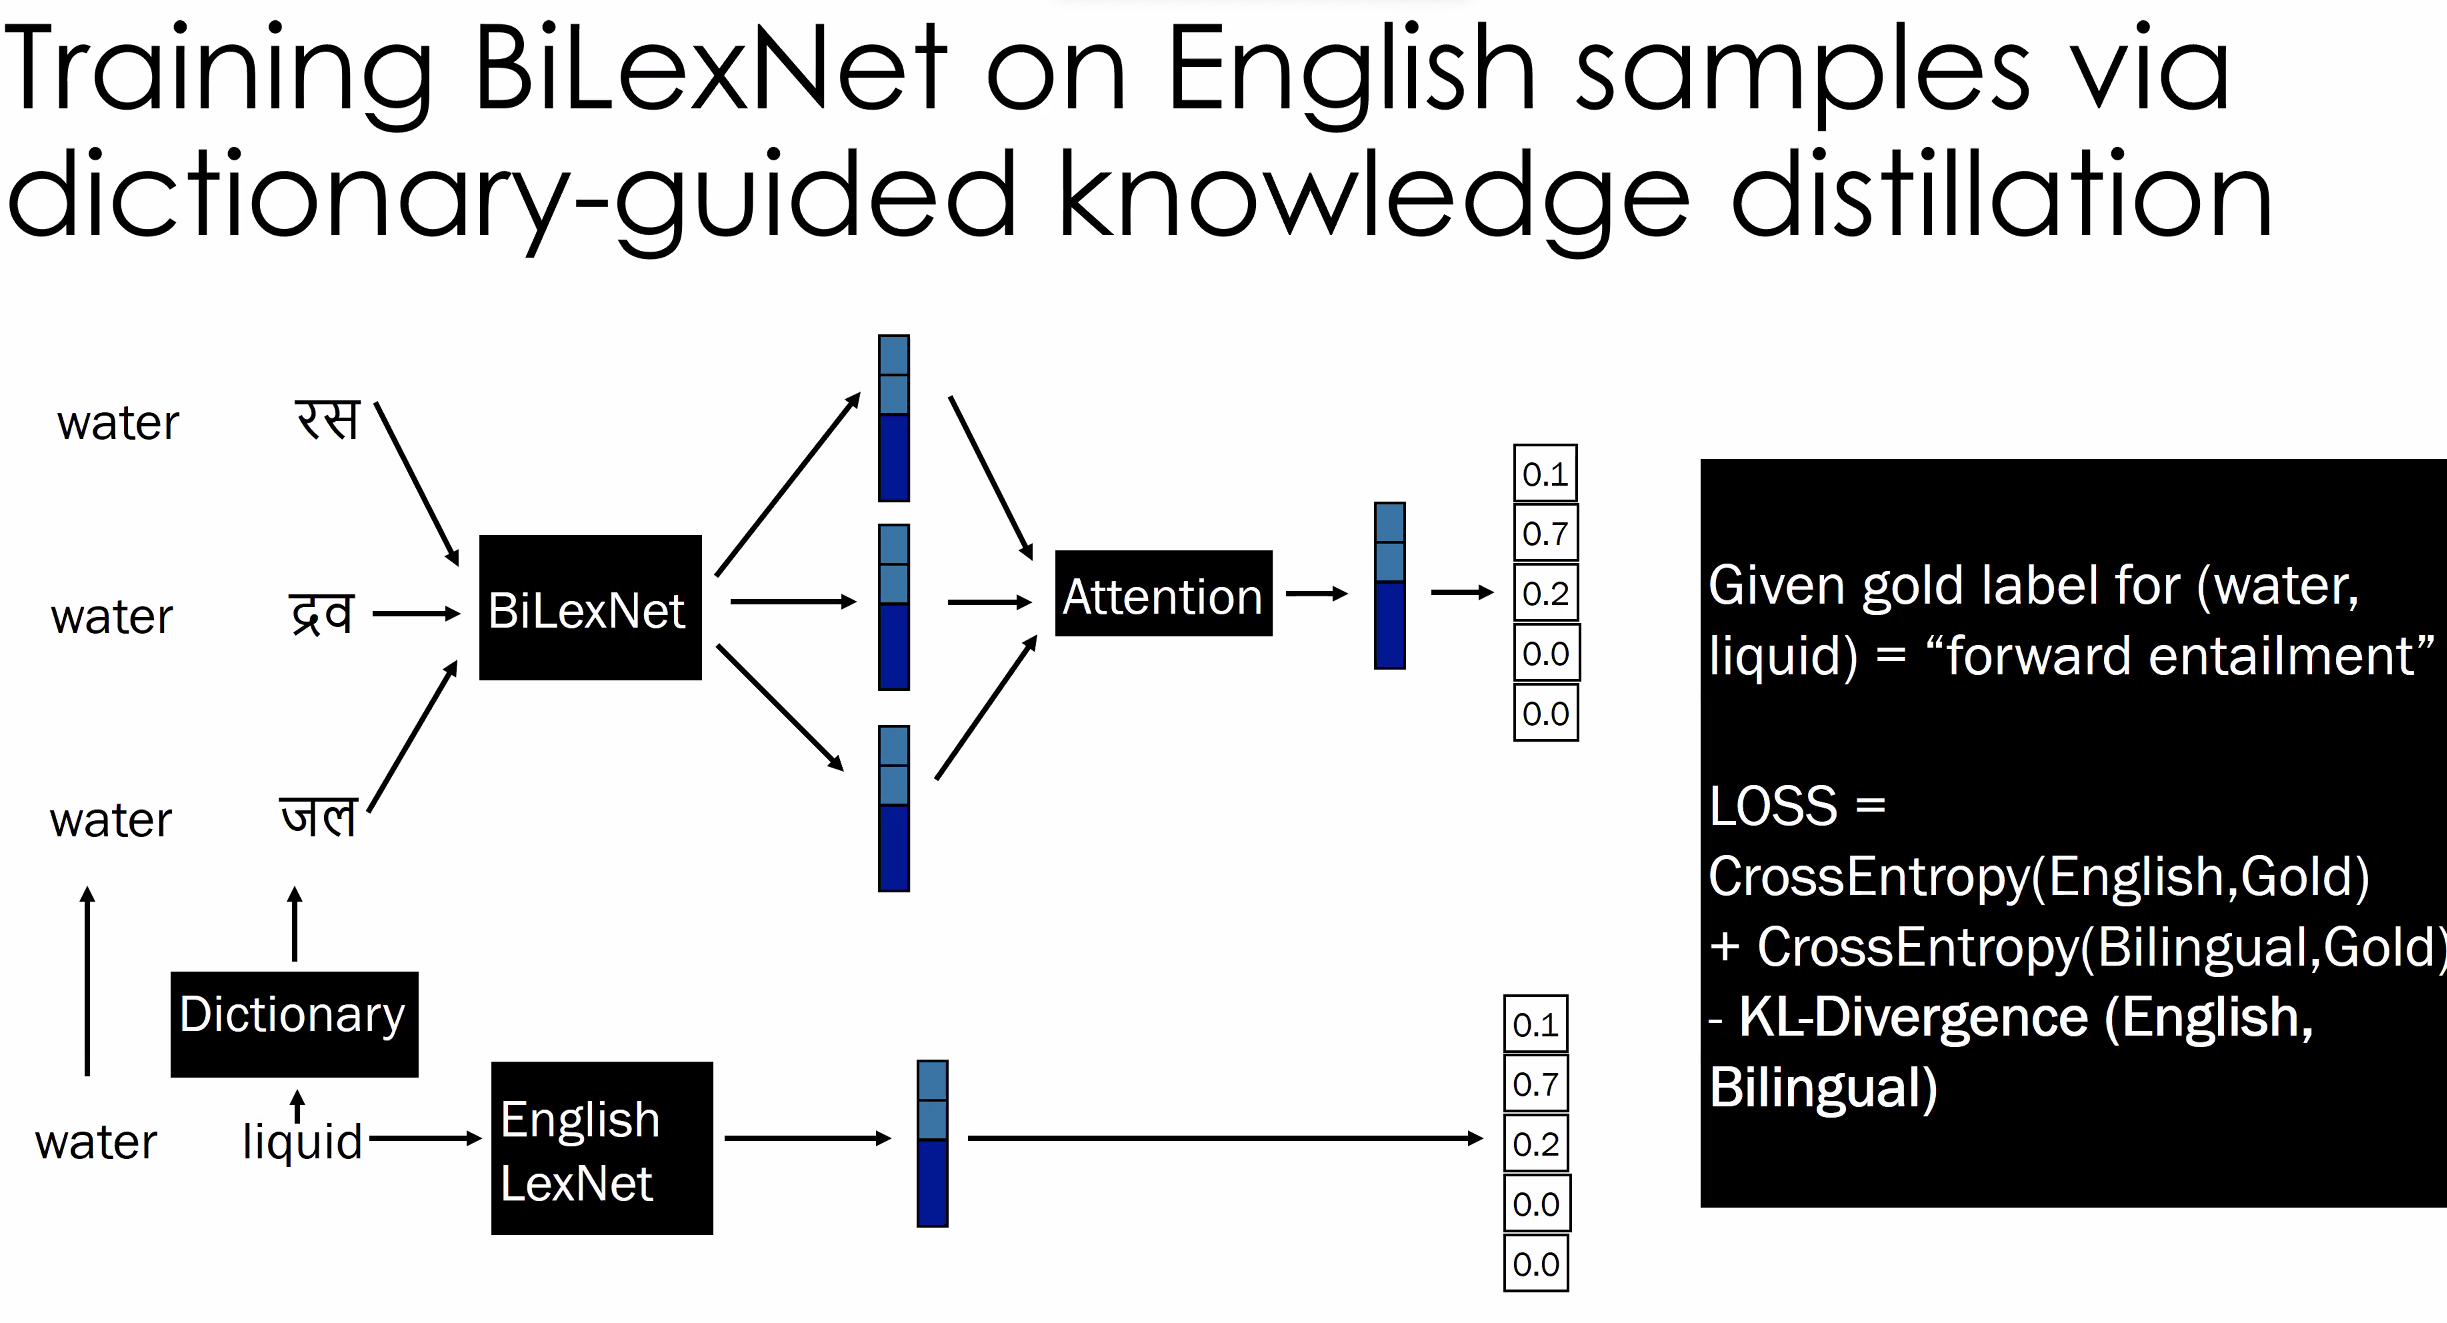 Training BiLexNet on English samples via
dictionary-guided knowledge distillation
water रस
water द्रव
water जल
BiLexNet
Attention
0.1
0.7
0.2
0.0
0.0
Dictionary
water liquid
English
LexNet
0.1
0.7
0.2
0.0
0.0
Given gold label for (water,
liquid) = “forward entailment”
LOSS =
CrossEntropy(English,Gold)
+ CrossEntropy(Bilingual,Gold)
- KL-Divergence (English,
Bilingual)